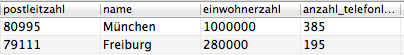 postleitzahl name einwohnerzahl anzahl_telefonl...
80995 München 1000000 385
79111 Freiburg 280000 195